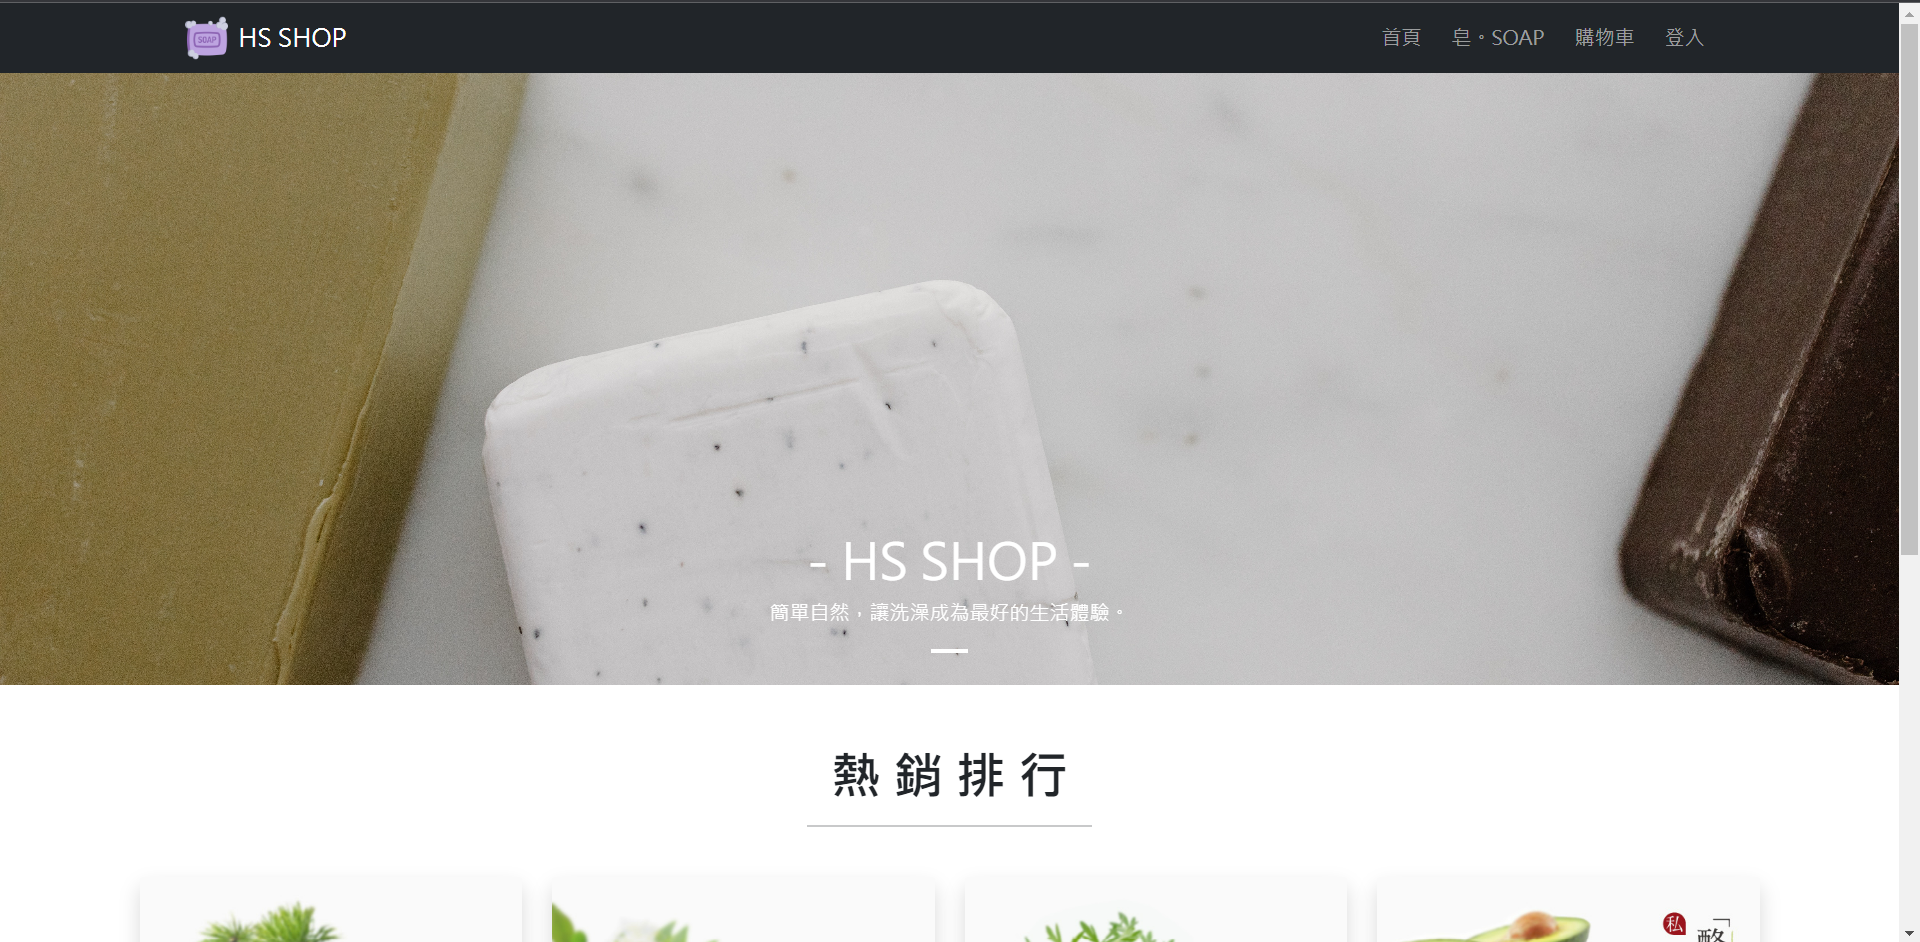 SOAP
HS SHOP
首頁
皂。SOAP
購物車
登入
- HS SHOP -
簡單自然，讓洗澡成為最好的生活體驗。
熱銷排行
私